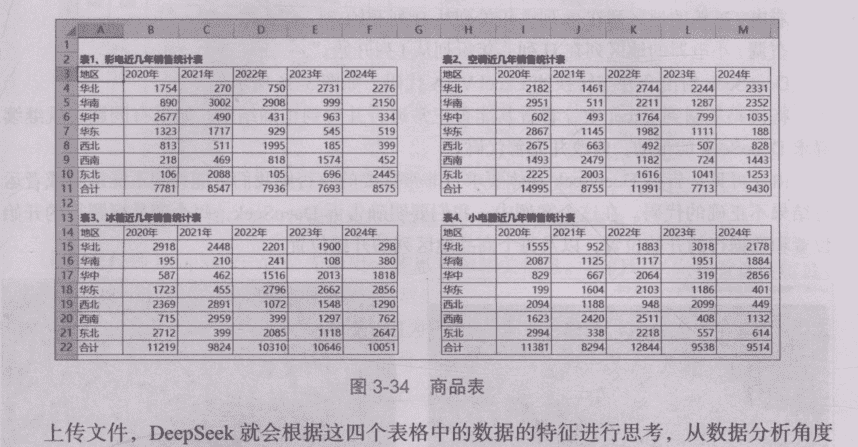 A B C D E F G H I J K L M
1
2 表1、彩电近几年销售统计表 表2、空调近几年销售统计表
3 地区 2020年 2021年 2022年 2023年 2024年 地区 2020年 2021年 2022年 2023年 2024年
4 华北 1754 270 750 2731 2276 华北 2182 1461 2744 2244 2331
5 华南 890 3002 2908 999 2150 华南 2951 511 2211 1287 2352
6 华中 2677 490 431 963 334 华中 602 493 1764 799 1035
7 华东 1323 1717 929 545 519 华东 2867 1145 1982 1111 188
8 西北 813 511 1995 185 399 西北 2675 663 492 507 828
9 西南 218 469 818 1574 452 西南 1493 2479 1182 724 1443
10 东北 106 2088 105 696 2445 东北 2225 2003 1616 1041 1253
11 合计 7781 8547 7936 7693 8575 合计 14995 8755 11991 7713 9430
12
13 表3、冰箱近几年销售统计表 表4、小电器近几年销售统计表
14 地区 2020年 2021年 2022年 2023年 2024年 地区 2020年 2021年 2022年 2023年 2024年
15 华北 2918 2448 2201 1900 298 华北 1555 952 1883 3018 2178
16 华南 195 210 241 108 380 华南 2087 1125 1117 1951 1884
17 华中 587 462 1516 2013 1818 华中 829 667 2064 319 2856
18 华东 1723 455 2796 2662 2856 华东 199 1604 2103 1186 401
19 西北 2369 2891 1072 1548 1290 西北 2094 1188 948 2099 449
20 西南 715 2959 399 1297 762 西南 1623 2420 2511 408 1132
21 东北 2712 399 2085 1118 2647 东北 2994 338 2218 557 614
22 合计 11219 9824 10310 10646 10051 合计 11381 8294 12844 9538 9514
图 3-34 商品表
上传文件，DeepSeek 就会根据这四个表格中的数据的特征进行思考，从数据分析角度